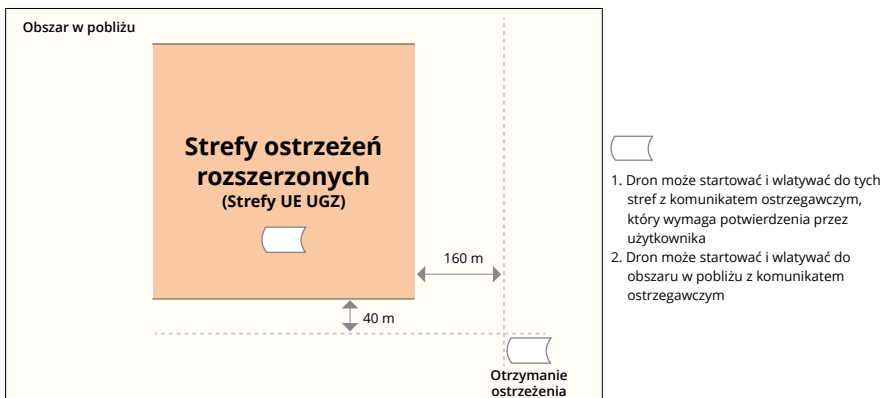 Obszar w pobliżu
Strefy ostrzeżeń
rozszerzonych
(Strefy UE UGZ)
160 m
40 m
Otrzymanie
ostrzeżenia
1. Dron może startować i wlatywać do tych
stref z komunikatem ostrzegawczym,
który wymaga potwierdzenia przez
użytkownika
2. Dron może startować i wlatywać do
obszaru w pobliżu z komunikatem
ostrzegawczym